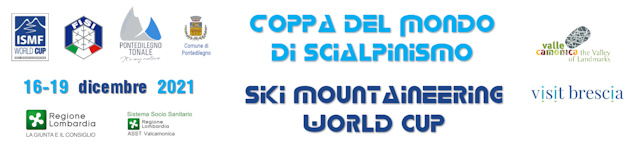 ISMF
WORLD CUP
FISI
PONTEDILEGNO
TONALE
Comune di
Pontedilegno
16-19 dicembre 2021
Regione
Lombardia
LA GIUNTA E IL CONSIGLIO
Sistema Socio Sanitario
Regione
Lombardia
ASST Valcamonica
COPPA DEL MONDO
DI SCIALPINISMO
SKI MOUNTAINEERING
WORLD CUP
valle
camonica the Valley
of Landmarks
visit brescia